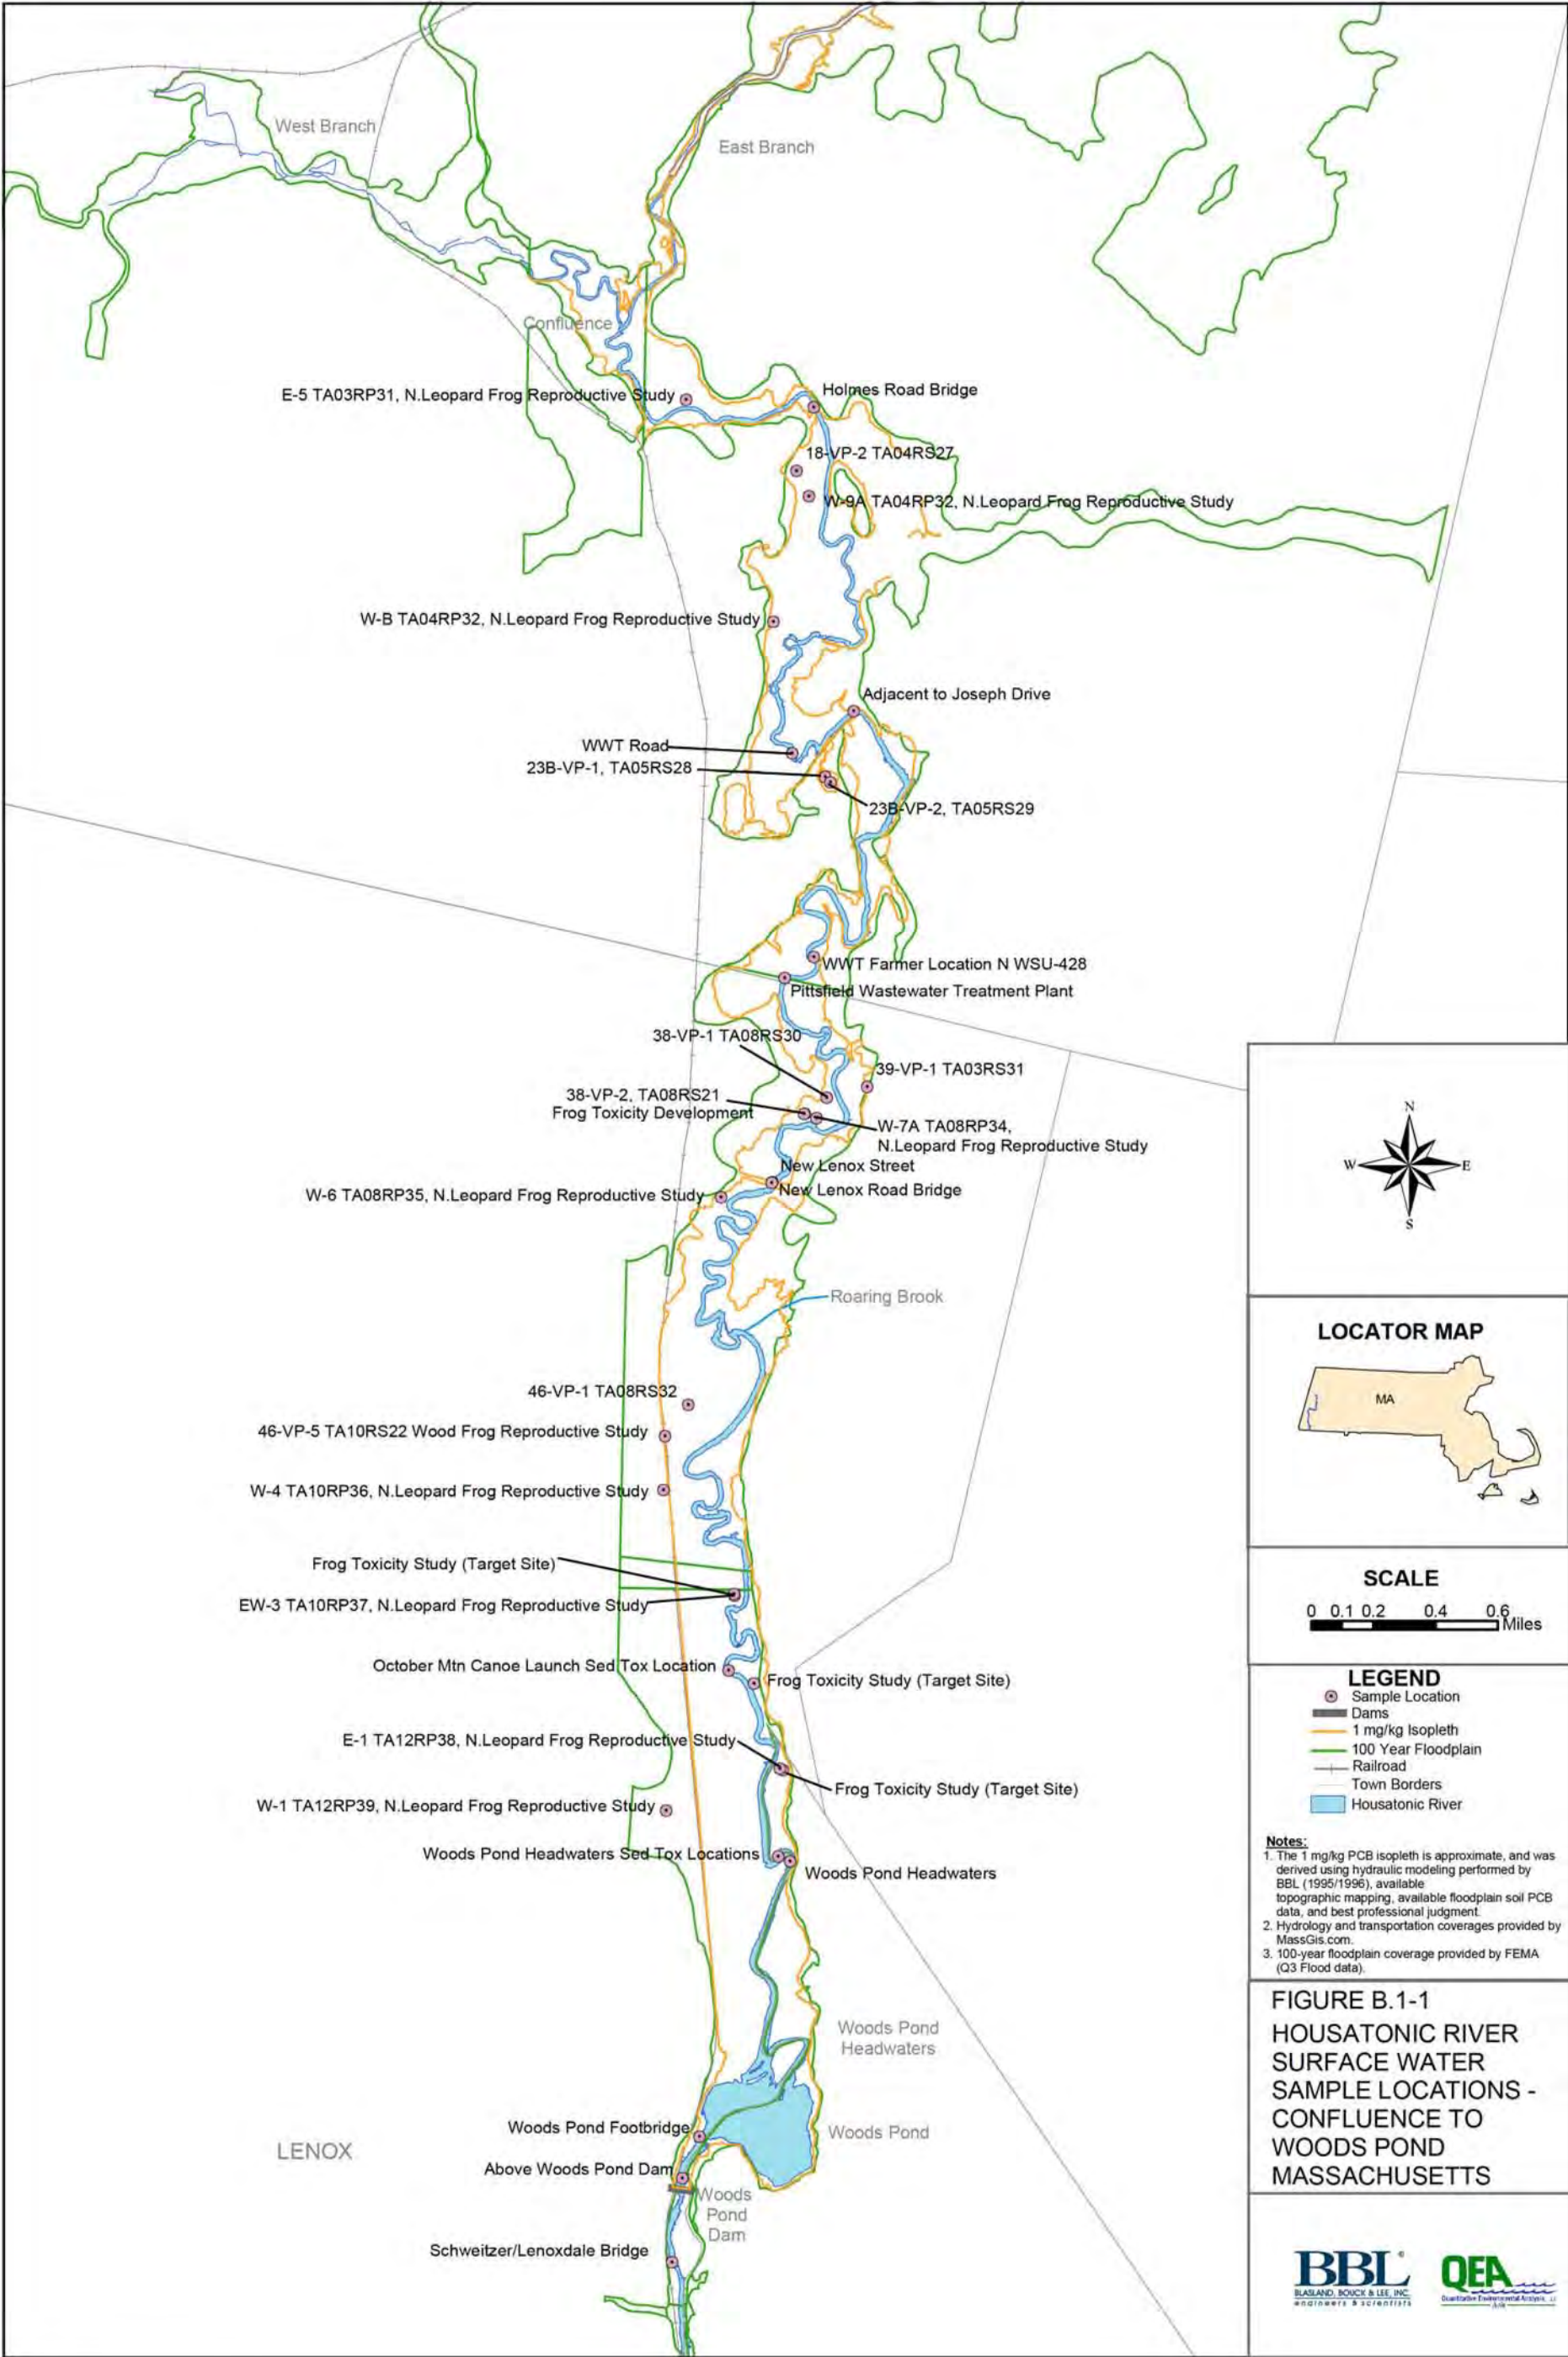 West Branch
East Branch
Confluence
E-5 TA03RP31, N.Leopard Frog Reproductive Study
Holmes Road Bridge
18-VP-2 TA04RS27
W-9A TA04RP32, N.Leopard Frog Reproductive Study
W-B TA04RP32, N.Leopard Frog Reproductive Study
Adjacent to Joseph Drive
WWT Road
23B-VP-1, TA05RS28
23B-VP-2, TA05RS29
WWT Farmer Location N WSU-428
Pittsfield Wastewater Treatment Plant
38-VP-1 TA08RS30
39-VP-1 TA03RS31
38-VP-2, TA08RS21
Frog Toxicity Development
W-7A TA08RP34,
N.Leopard Frog Reproductive Study
New Lenox Street
W-6 TA08RP35, N.Leopard Frog Reproductive Study
New Lenox Road Bridge
Roaring Brook
46-VP-1 TA08RS32
46-VP-5 TA10RS22 Wood Frog Reproductive Study
W-4 TA10RP36, N.Leopard Frog Reproductive Study
Frog Toxicity Study (Target Site)
EW-3 TA10RP37, N.Leopard Frog Reproductive Study
October Mtn Canoe Launch Sed Tox Location
Frog Toxicity Study (Target Site)
E-1 TA12RP38, N.Leopard Frog Reproductive Study
Frog Toxicity Study (Target Site)
W-1 TA12RP39, N.Leopard Frog Reproductive Study
Woods Pond Headwaters Sed Tox Locations
Woods Pond Headwaters
Woods Pond
Headwaters
Woods Pond Footbridge
Woods Pond
LENOX
Above Woods Pond Dam
Woods
Pond
Dam
Schweitzer/Lenoxdale Bridge
N
W
E
S
LOCATOR MAP
MA
SCALE
0 0.1 0.2 0.4 0.6
Miles
LEGEND
Sample Location
Dams
1 mg/kg Isopleth
100 Year Floodplain
Railroad
Town Borders
Housatonic River
Notes:
1. The 1 mg/kg PCB isopleth is approximate, and was
derived using hydraulic modeling performed by
BBL (1995/1996), available
topographic mapping, available floodplain soil PCB
data, and best professional judgment.
2. Hydrology and transportation coverages provided by
MassGis.com.
3. 100-year floodplain coverage provided by FEMA
(Q3 Flood data).
FIGURE B.1-1
HOUSATONIC RIVER
SURFACE WATER
SAMPLE LOCATIONS -
CONFLUENCE TO
WOODS POND
MASSACHUSETTS
BBL®
BLASLAND, BOUCK & LEE, INC.
engineers & scientists
QEA
Quantitative Environmental Analysis, LLC